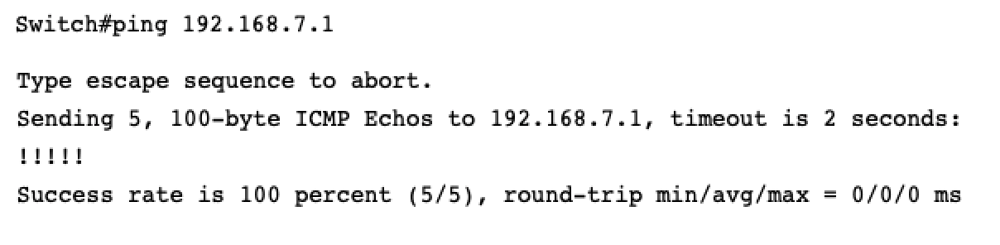 Switch#ping 192.168.7.1
Type escape sequence to abort.
Sending 5, 100-byte ICMP Echos to 192.168.7.1, timeout is 2 seconds:
!!!!!
Success rate is 100 percent (5/5), round-trip min/avg/max = 0/0/0 ms